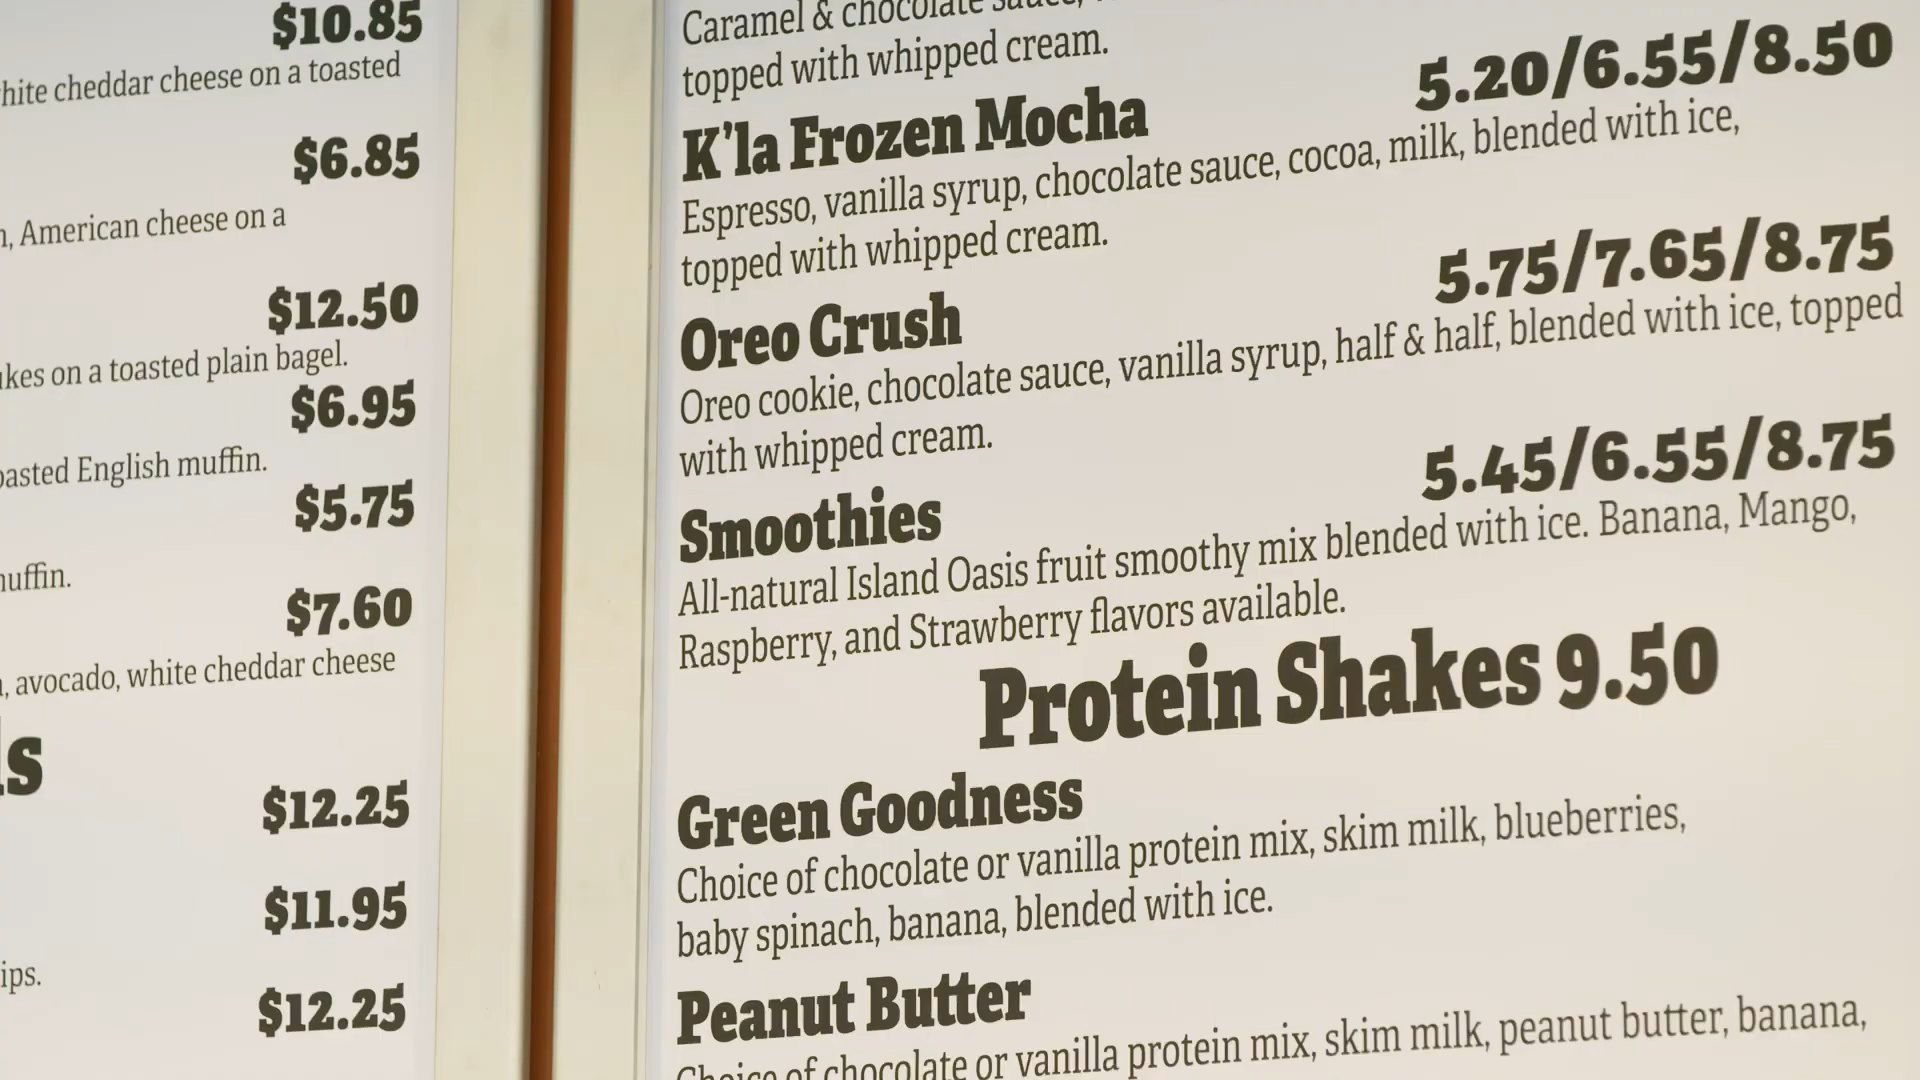 $10.85
white cheddar cheese on a toasted
$6.85
American cheese on a
$12.50
on a toasted plain bagel.
$6.95
English muffin.
$5.75
$7.60
avocado, white cheddar cheese
$12.25
$11.95
$12.25
Caramel & chocolate sauce,
topped with whipped cream.
K'la Frozen Mocha 5.20/6.55/8.50
Espresso, vanilla syrup, chocolate sauce, cocoa, milk, blended with ice,
topped with whipped cream.
Oreo Crush 5.75/7.65/8.75
Oreo cookie, chocolate sauce, vanilla syrup, half & half, blended with ice, topped
with whipped cream.
Smoothies 5.45/6.55/8.75
All-natural Island Oasis fruit smoothy mix blended with ice. Banana, Mango,
Raspberry, and Strawberry flavors available.
Protein Shakes 9.50
Green Goodness
Choice of chocolate or vanilla protein mix, skim milk, blueberries,
baby spinach, banana, blended with ice.
Peanut Butter
Choice of chocolate or vanilla protein mix, skim milk, peanut butter, banana,